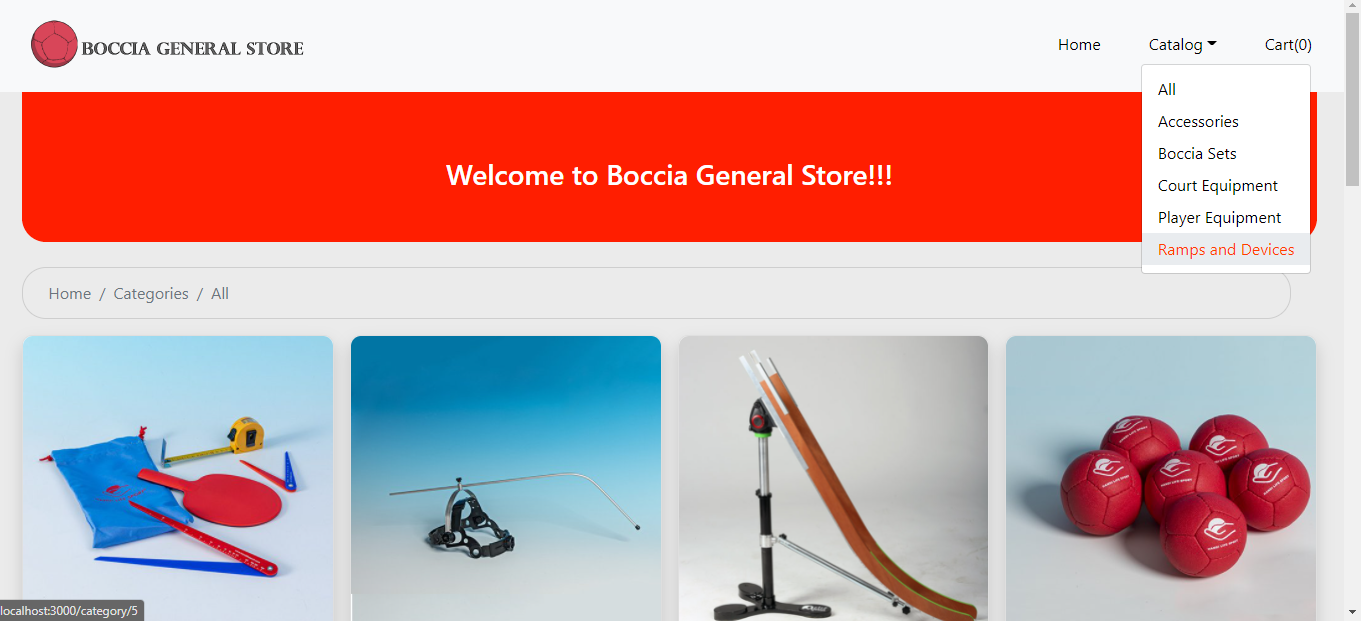 BOCCIA GENERAL STORE
Home
Catalog
Cart(0)
All
Accessories
Boccia Sets
Court Equipment
Player Equipment
Ramps and Devices
Welcome to Boccia General Store!!!
Home / Categories / All
localhost:3000/category/5